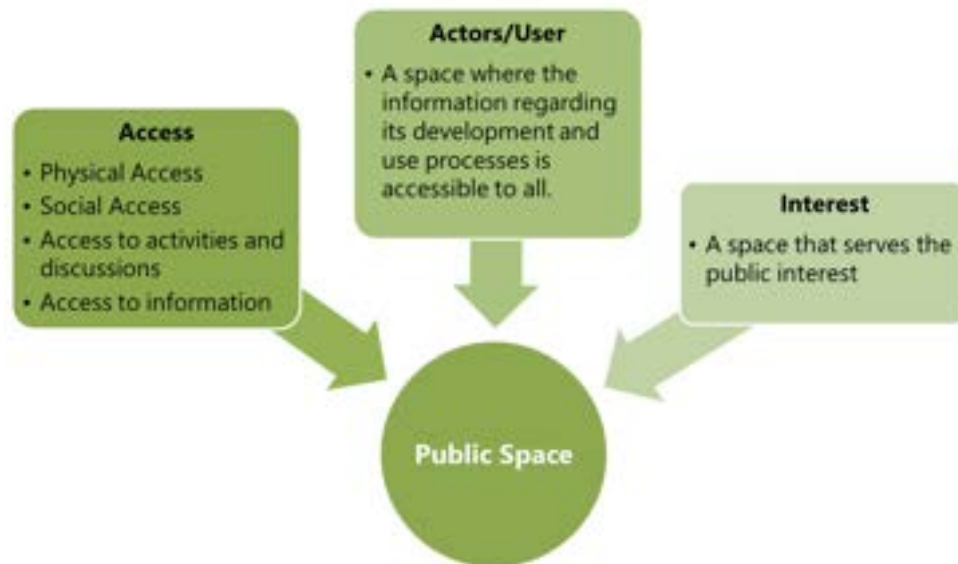 Access
• Physical Access
• Social Access
• Access to activities and
discussions
• Access to information
Actors/User
• A space where the
information regarding
its development and
use processes is
accessible to all.
Interest
• A space that serves the
public interest
Public Space